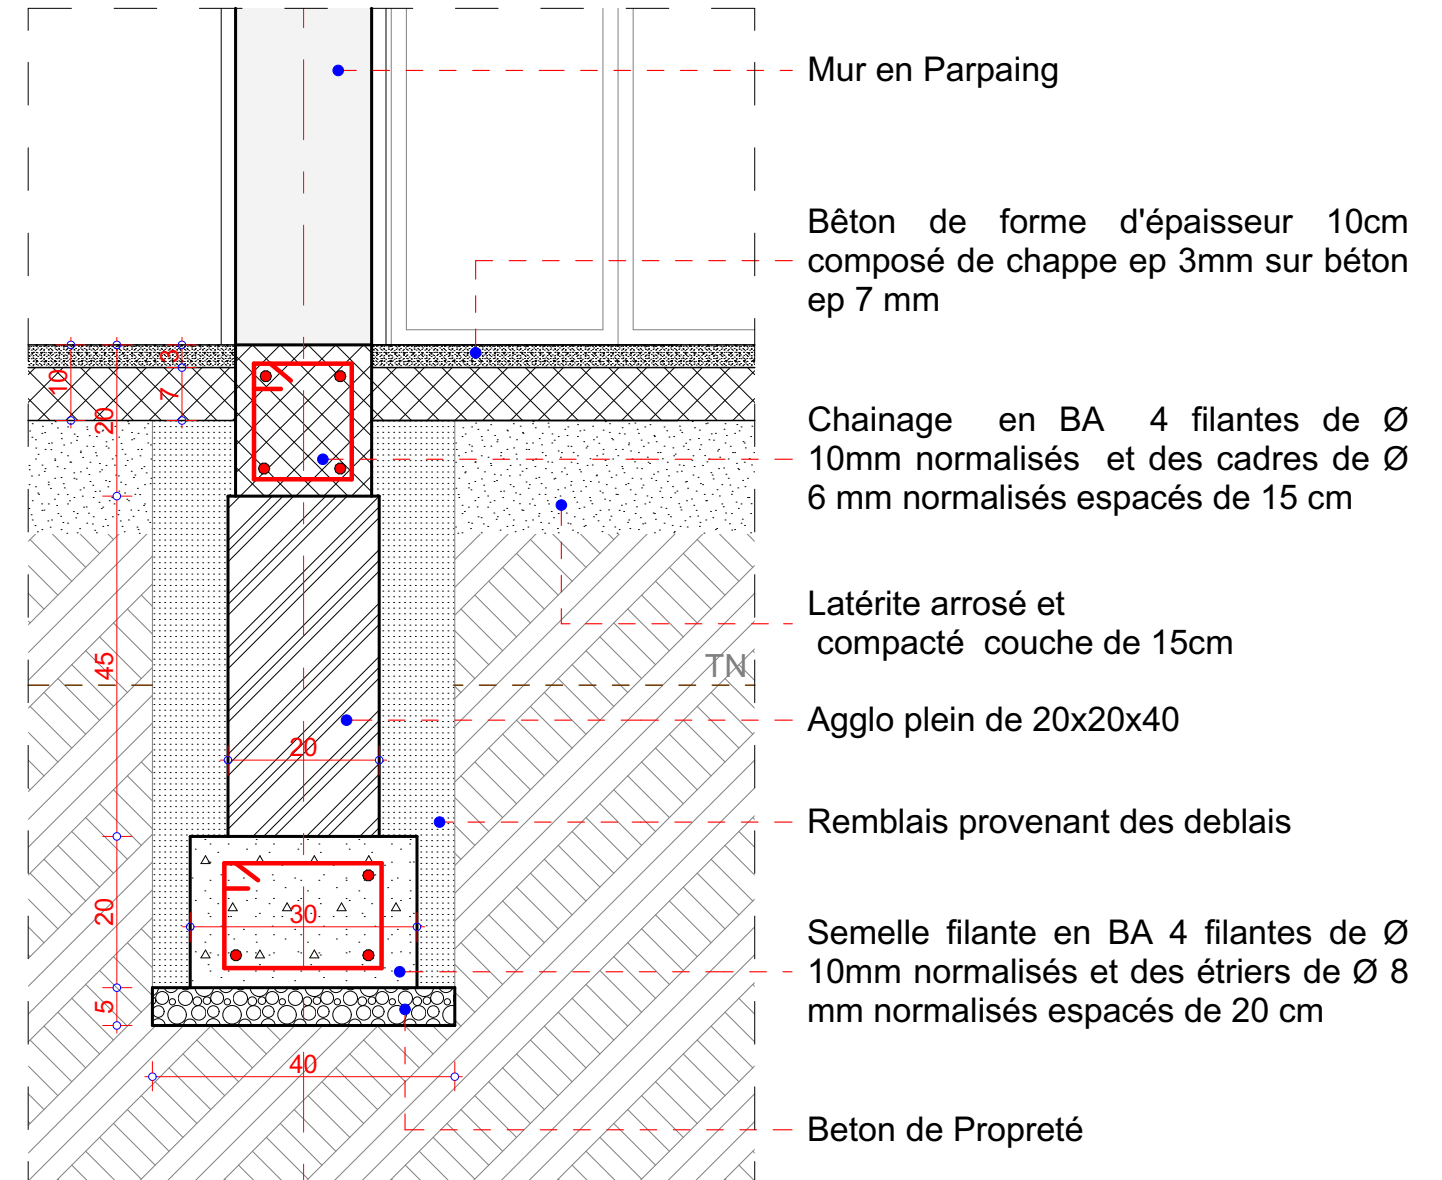 Mur en Parpaing
Bêton de forme d'épaisseur 10cm
composé de chappe ep 3mm sur béton
ep 7 mm
Chainage en BA 4 filantes de Ø
10mm normalisés et des cadres de Ø
6 mm normalisés espacés de 15 cm
Latérite arrosé et
compacté couche de 15cm
Agglo plein de 20x20x40
Remblais provenant des deblais
Semelle filante en BA 4 filantes de Ø
10mm normalisés et des étriers de Ø 8
mm normalisés espacés de 20 cm
Beton de Propreté
10
20
3
7
45
TN
20
20
30
5
40